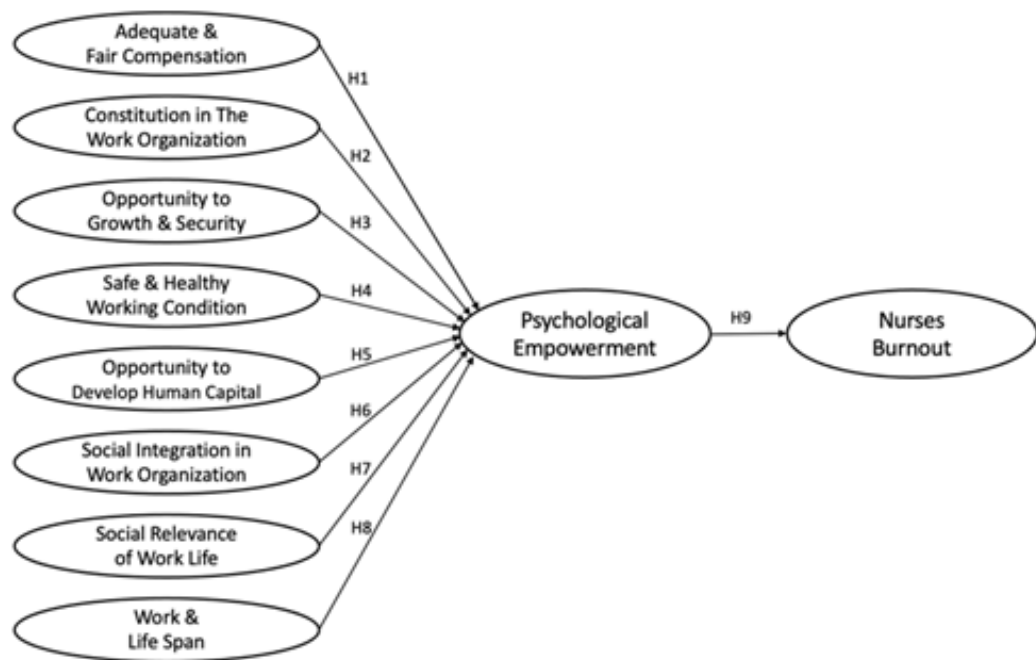 Adequate &
Fair Compensation
H1
Constitution in The
Work Organization
H2
Opportunity to
Growth & Security
H3
Safe & Healthy
Working Condition
H4
Opportunity to
Develop Human Capital
H5
Social Integration in
Work Organization
H6
Social Relevance
of Work Life
H7
Work &
Life Span
H8
Psychological
Empowerment
H9
Nurses
Burnout